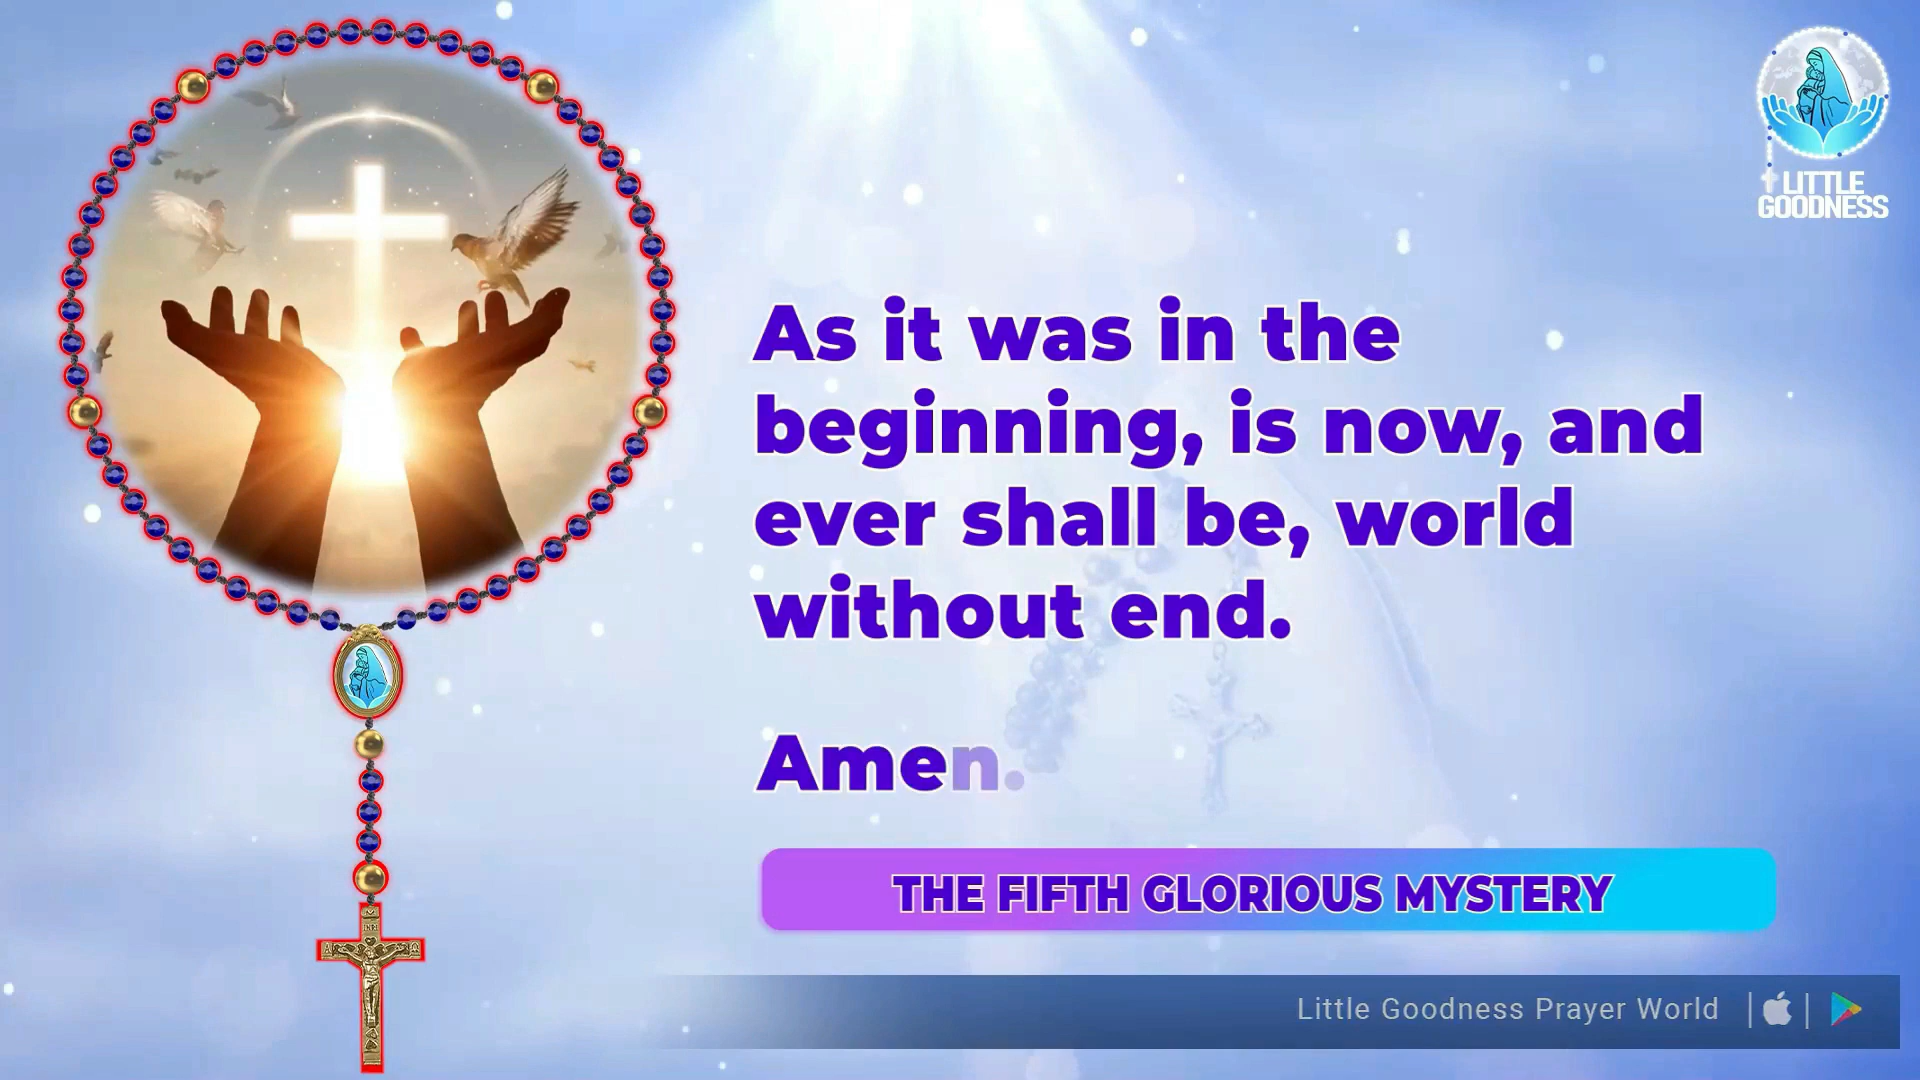 LITTLE
GOODNESS
As it was in the
beginning, is now, and
ever shall be, world
without end.
Amen.
THE FIFTH GLORIOUS MYSTERY
INRI
Little Goodness Prayer World